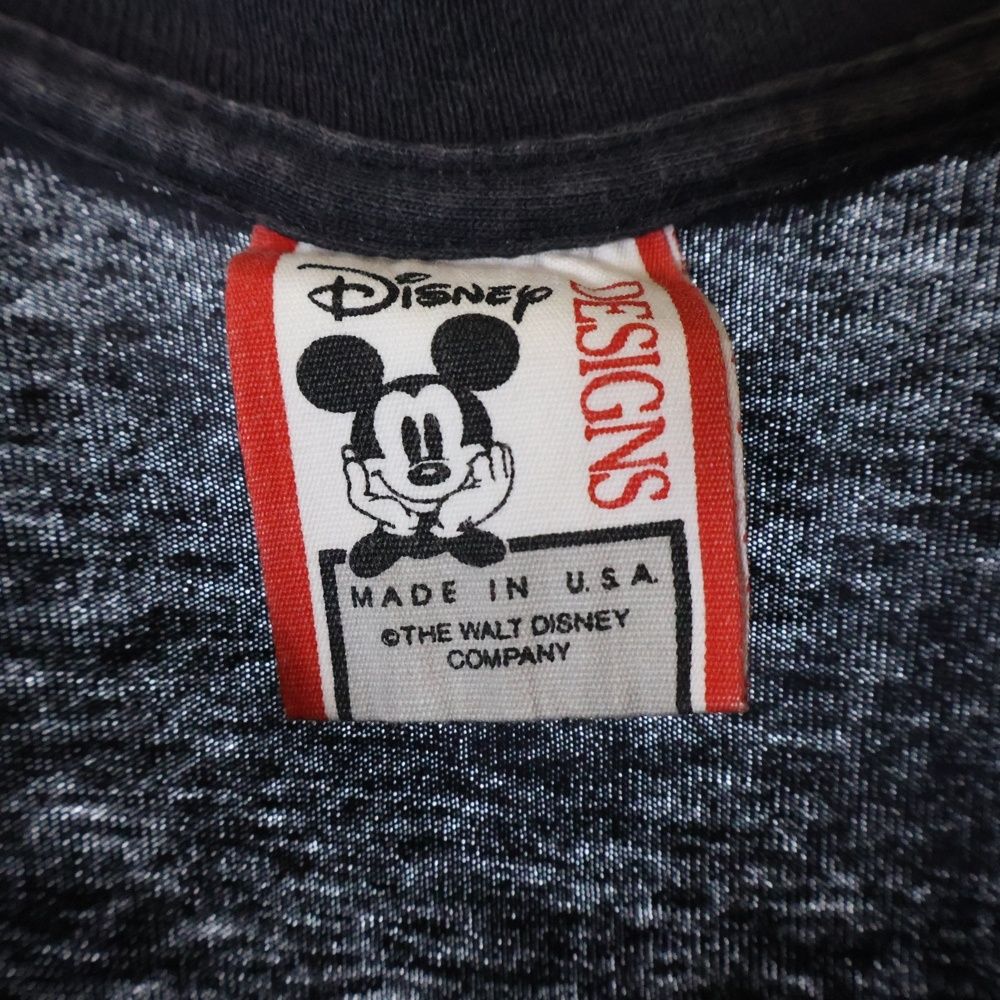 Disney
DESIGNS
MADE IN U.S.A.
©THE WALT DISNEY
COMPANY